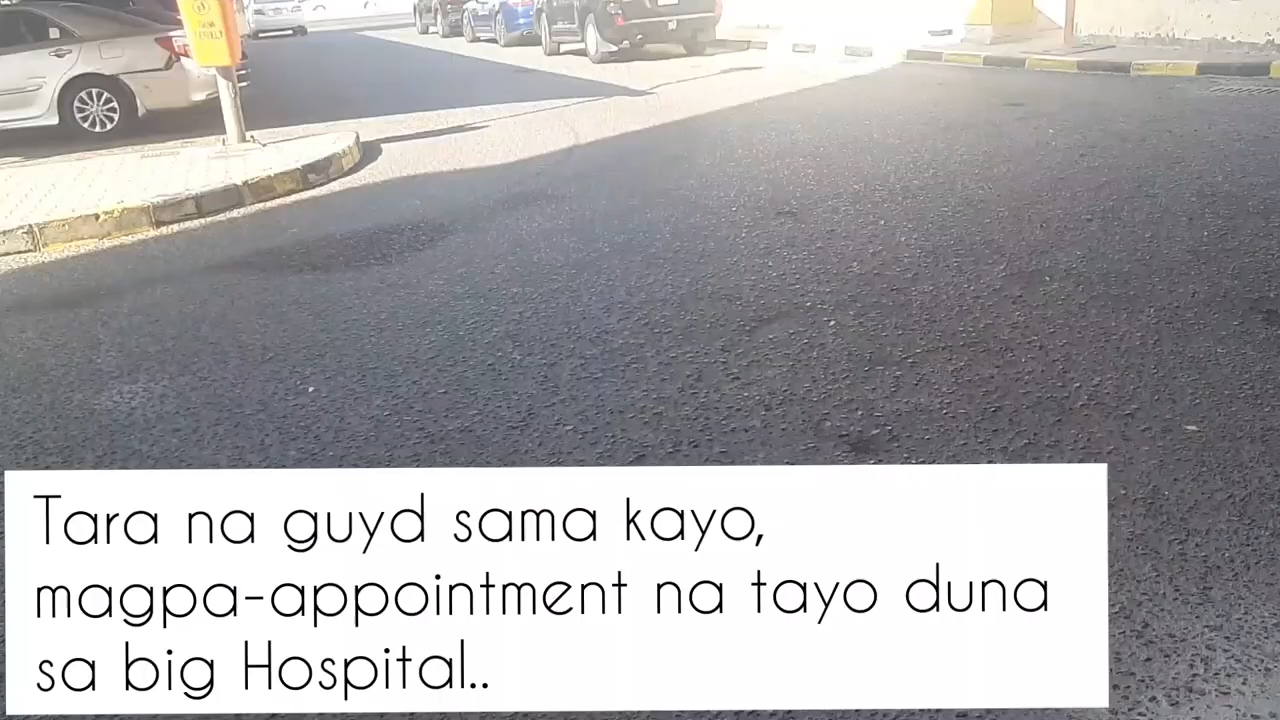 Tara na guyd sama kayo,
magpa-appointment na tayo duna
sa big Hospital..